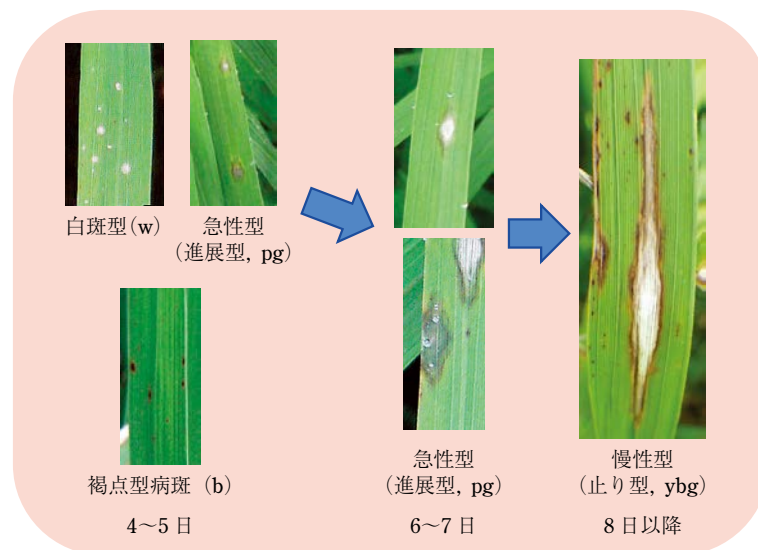 白斑型(w)
急性型
(進展型, pg)
褐点型病斑 (b)
4〜5 日
急性型
(進展型, pg)
6〜7 日
慢性型
(止り型, ybg)
8 日以降